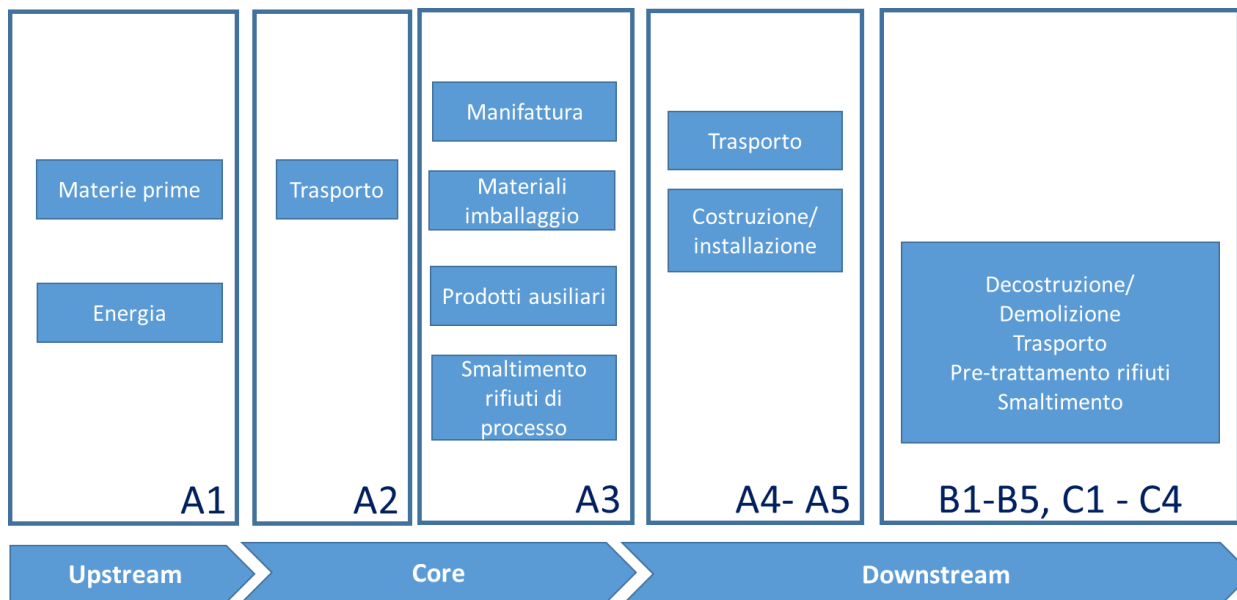 Materie prime
Energia
A1
Trasporto
A2
Manifattura
Materiali
imballaggio
Prodotti ausiliari
Smaltimento
rifiuti di
processo
A3
Trasporto
Costruzione/
installazione
A4- A5
Decostruzione/
Demolizione
Trasporto
Pre-trattamento rifiuti
Smaltimento
B1-B5, C1 - C4
Upstream
Core
Downstream